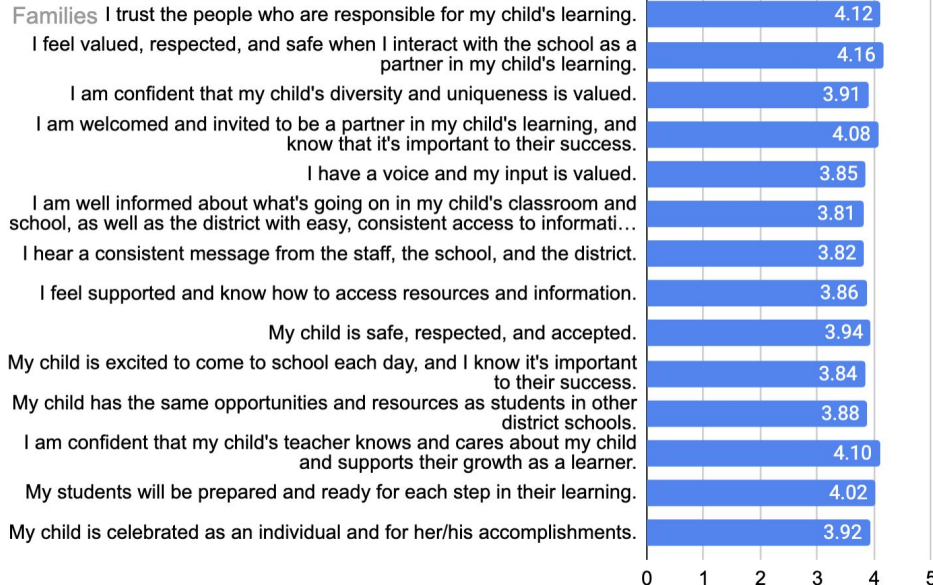 Families I trust the people who are responsible for my child's learning. 4.12
I feel valued, respected, and safe when I interact with the school as a
partner in my child's learning. 4.16
I am confident that my child's diversity and uniqueness is valued. 3.91
I am welcomed and invited to be a partner in my child's learning, and
know that it's important to their success. 4.08
I have a voice and my input is valued. 3.85
I am well informed about what's going on in my child's classroom and
school, as well as the district with easy, consistent access to informati… 3.81
I hear a consistent message from the staff, the school, and the district. 3.82
I feel supported and know how to access resources and information. 3.86
My child is safe, respected, and accepted. 3.94
My child is excited to come to school each day, and I know it's important
to their success. 3.84
My child has the same opportunities and resources as students in other
district schools. 3.88
I am confident that my child's teacher knows and cares about my child
and supports their growth as a learner. 4.10
My students will be prepared and ready for each step in their learning. 4.02
My child is celebrated as an individual and for her/his accomplishments. 3.92
0 1 2 3 4 5